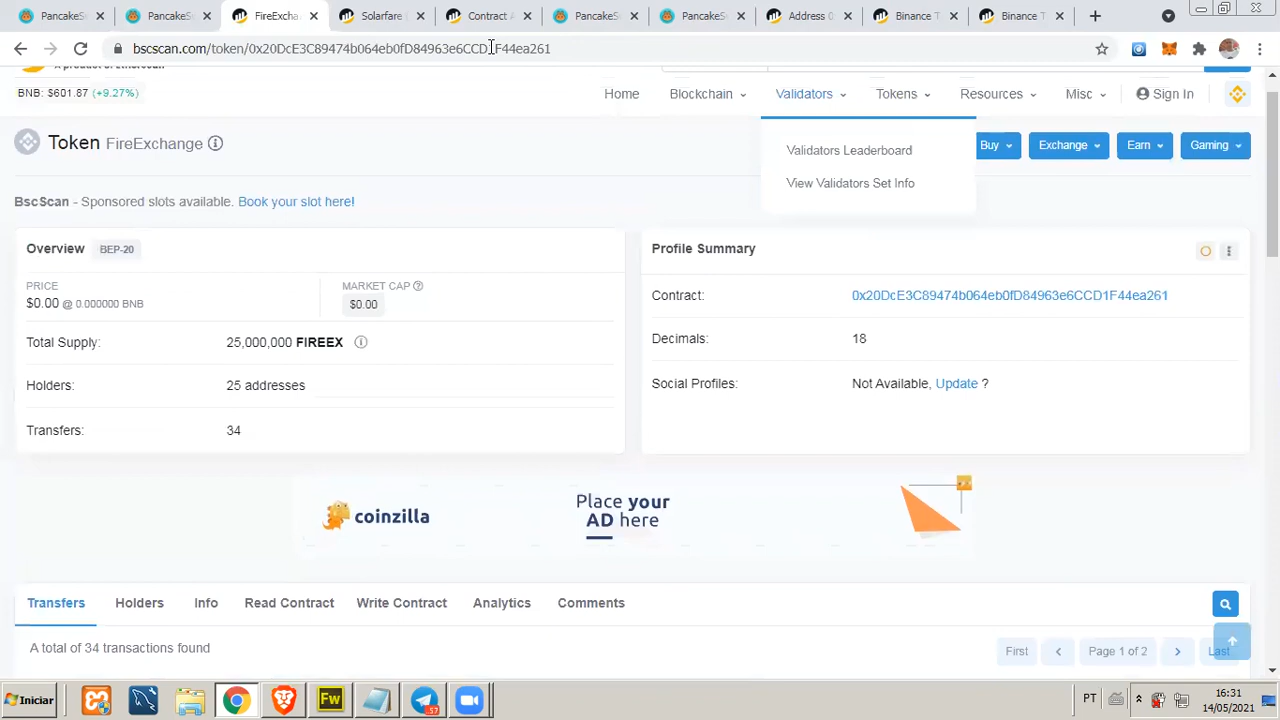 PancakeS
PancakeS
FireExcha
Solarfare
Contract A
PancakeS
PancakeS
Address
Binance T
Binance T
bscscan.com/token/0x20DcE3C89474b064eb0fD84963e6CCD1F44ea261
BNB: $601.87 (+9.27%)
Home
Blockchain
Validators
Tokens
Resources
Misc
Sign In
Validators Leaderboard
View Validators Set Info
Token FireExchange
Buy
Exchange
Earn
Gaming
BscScan - Sponsored slots available. Book your slot here!
Overview BEP-20
PRICE
$0.00 @ 0.000000 BNB
MARKET CAP
$0.00
Total Supply: 25,000,000 FIREEX
Holders: 25 addresses
Transfers: 34
Profile Summary
Contract: 0x20DcE3C89474b064eb0fD84963e6CCD1F44ea261
Decimals: 18
Social Profiles: Not Available, Update ?
coinzilla
Place your
AD here
Transfers
Holders
Info
Read Contract
Write Contract
Analytics
Comments
A total of 34 transactions found
First
Page 1 of 2
Last
Iniciar
Fw
37
PT
16:31
14/05/2021